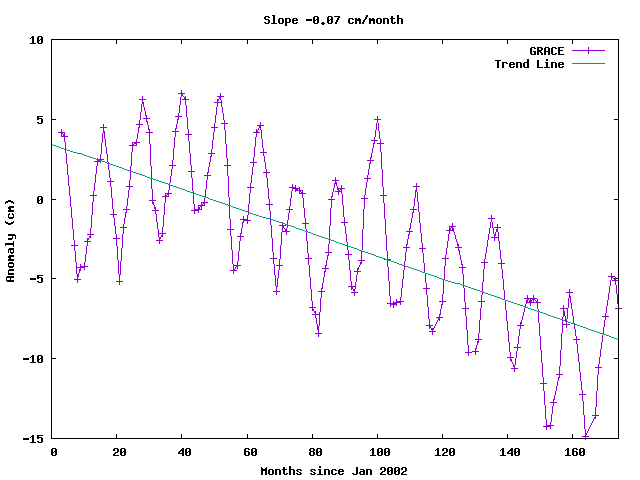 Slope -0.07 cm/month
GRACE
Trend Line
10
5
0
-5
-10
-15
Anomaly (cm)
0 20 40 60 80 100 120 140 160
Months since Jan 2002